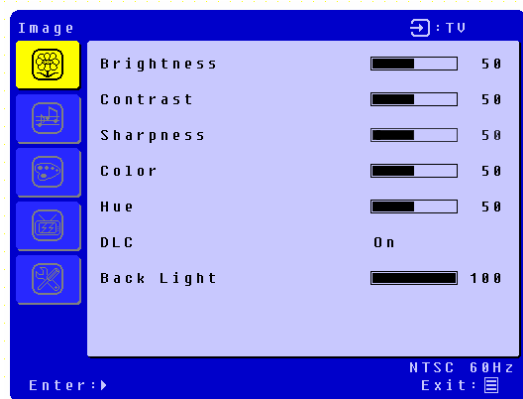 Image :TV
Brightness 50
Contrast 50
Sharpness 50
Color 50
Hue 50
DLC On
Back Light 100
NTSC 60Hz
Enter: Exit: